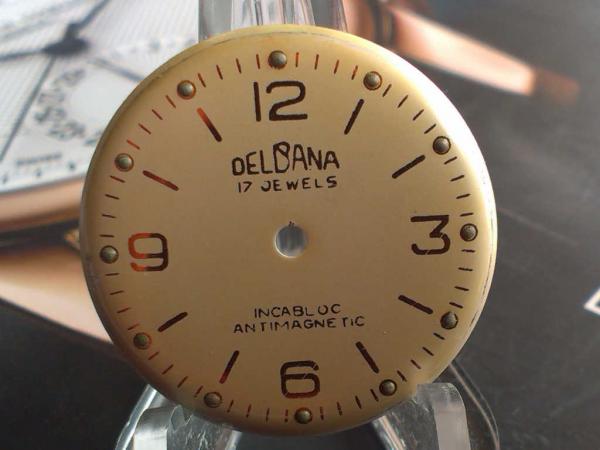 12
DELBANA
17 JEWELS
9
3
INCABLOC
ANTIMAGNETIC
6